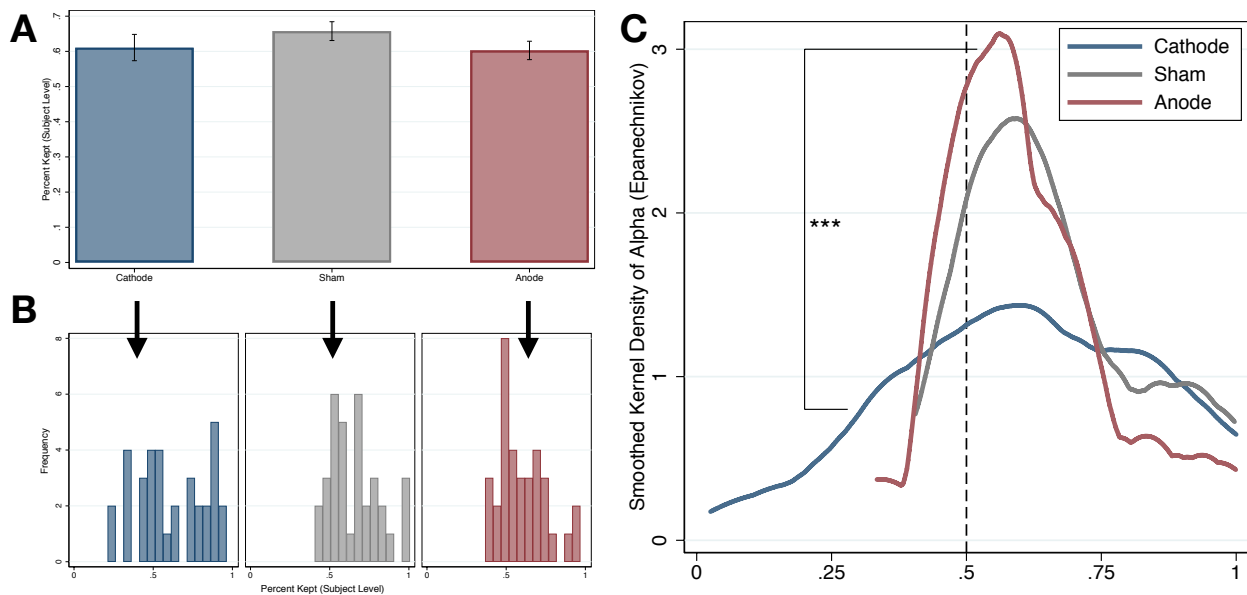 A
Percent Kept (Subject Level)
.7
.6
.5
.4
.3
.2
.1
0
Cathode
Sham
Anode
B
Frequency
8
6
4
2
0
0
.5
1
0
.5
1
0
.5
1
Percent Kept (Subject Level)
C
Smoothed Kernel Density of Alpha (Epanechnikov)
3
2
1
0
Cathode
Sham
Anode
***
0
.25
.5
.75
1